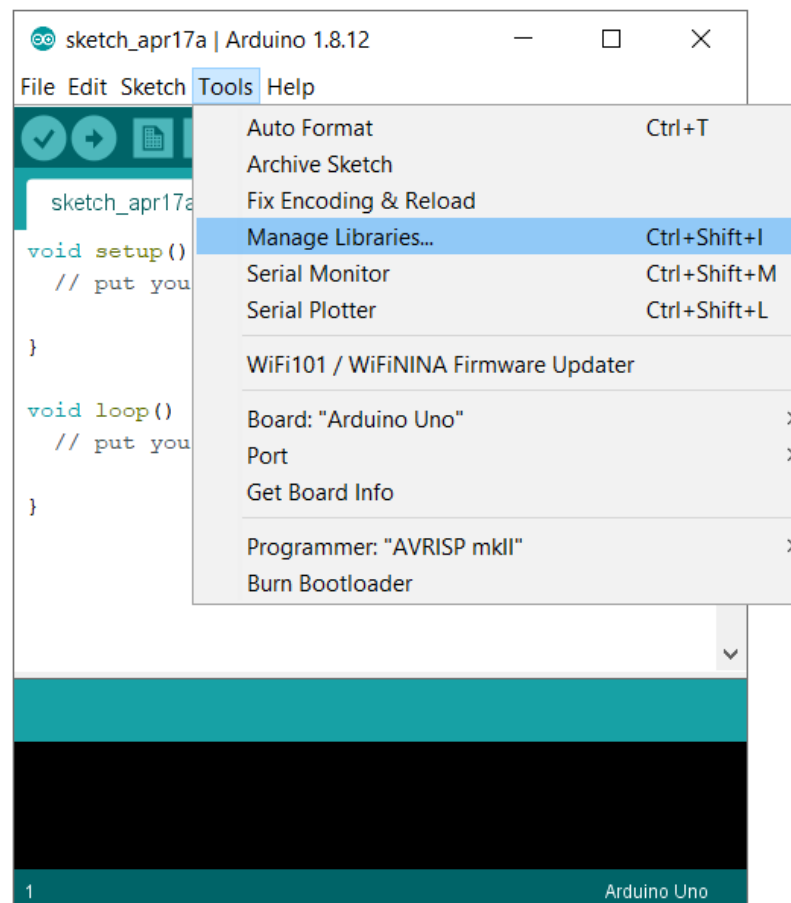 sketch_apr17a | Arduino 1.8.12
File Edit Sketch Tools Help
Auto Format Ctrl+T
Archive Sketch
sketch_apr17a Fix Encoding & Reload
Manage Libraries... Ctrl+Shift+I
void setup()
Serial Monitor Ctrl+Shift+M
// put you
Serial Plotter Ctrl+Shift+L
}
WiFi101 / WiFiNINA Firmware Updater
void loop()
Board: "Arduino Uno"
// put you
Port
Get Board Info
}
Programmer: "AVRISP mkII"
Burn Bootloader
1 Arduino Uno